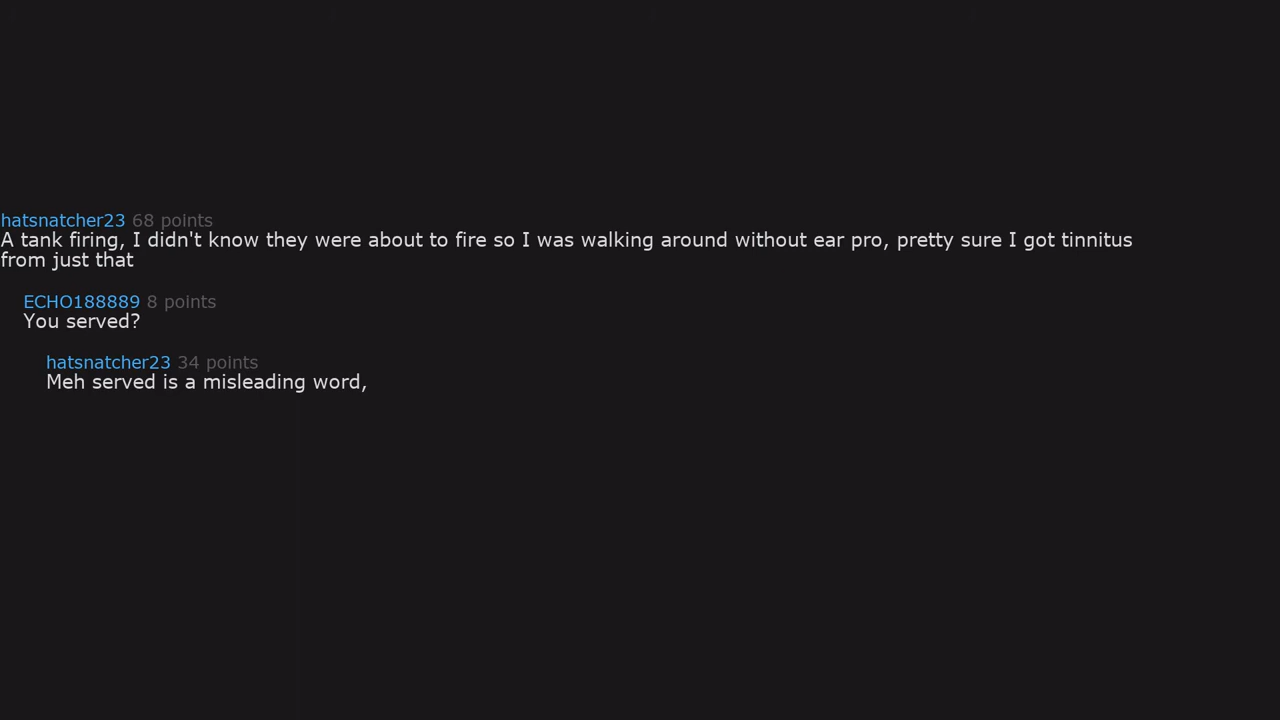 hatsnatcher23 68 points
A tank firing, I didn't know they were about to fire so I was walking around without ear pro, pretty sure I got tinnitus
from just that
ECHO188889 8 points
You served?
hatsnatcher23 34 points
Meh served is a misleading word,